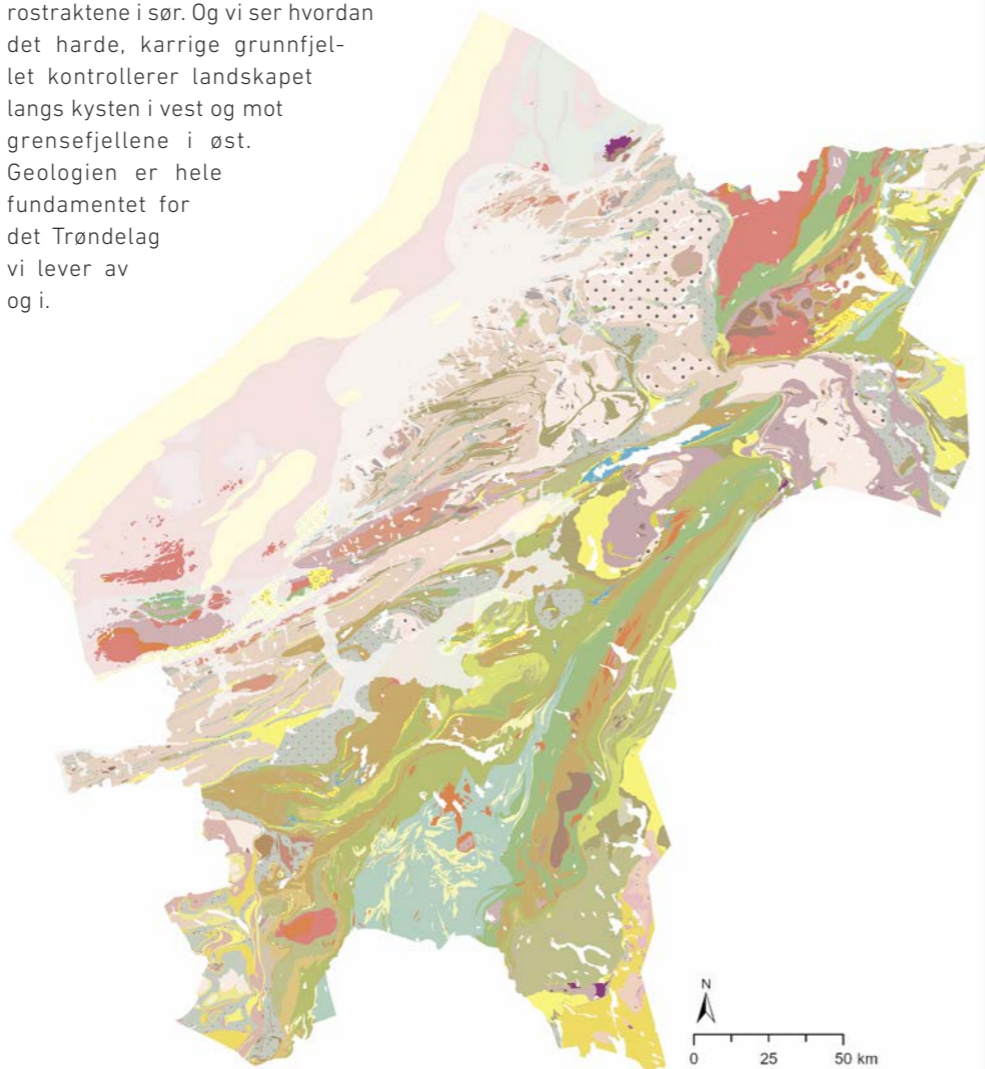 rostraktene i sør. Og vi ser hvordan
det harde, karrige grunnfjel-
let kontrollerer landskapet
langs kysten i vest og mot
grensefjellene i øst.
Geologien er hele
fundamentet for
det Trøndelag
vi lever av
og i.
N
0 25 50 km